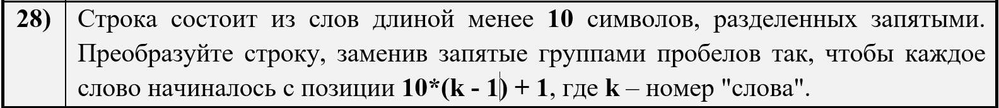 28) Строка состоит из слов длиной менее 10 символов, разделенных запятыми.
Преобразуйте строку, заменив запятые группами пробелов так, чтобы каждое
слово начиналось с позиции 10*(k - 1) + 1, где k – номер "слова".